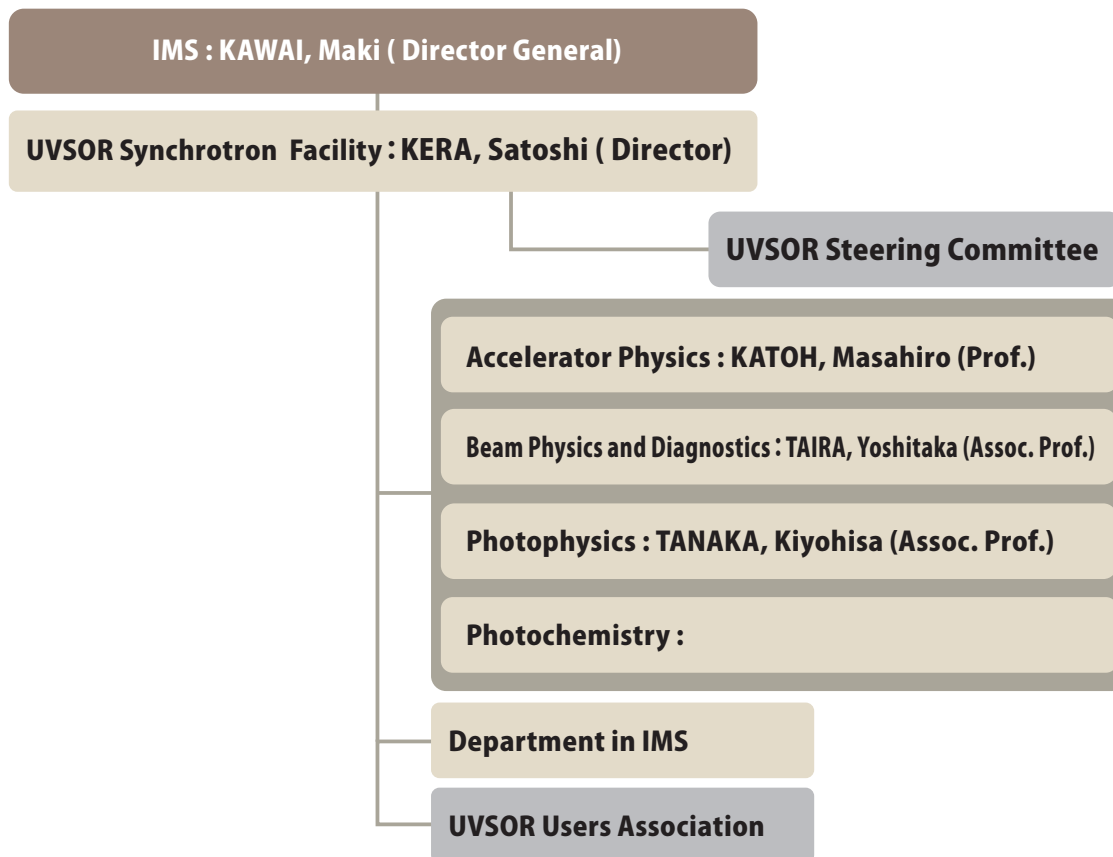 IMS : KAWAI, Maki ( Director General)
UVSOR Synchrotron Facility : KERA, Satoshi ( Director)
UVSOR Steering Committee
Accelerator Physics : KATOH, Masahiro (Prof.)
Beam Physics and Diagnostics : TAIRA, Yoshitaka (Assoc. Prof.)
Photophysics : TANAKA, Kiyohisa (Assoc. Prof.)
Photochemistry :
Department in IMS
UVSOR Users Association